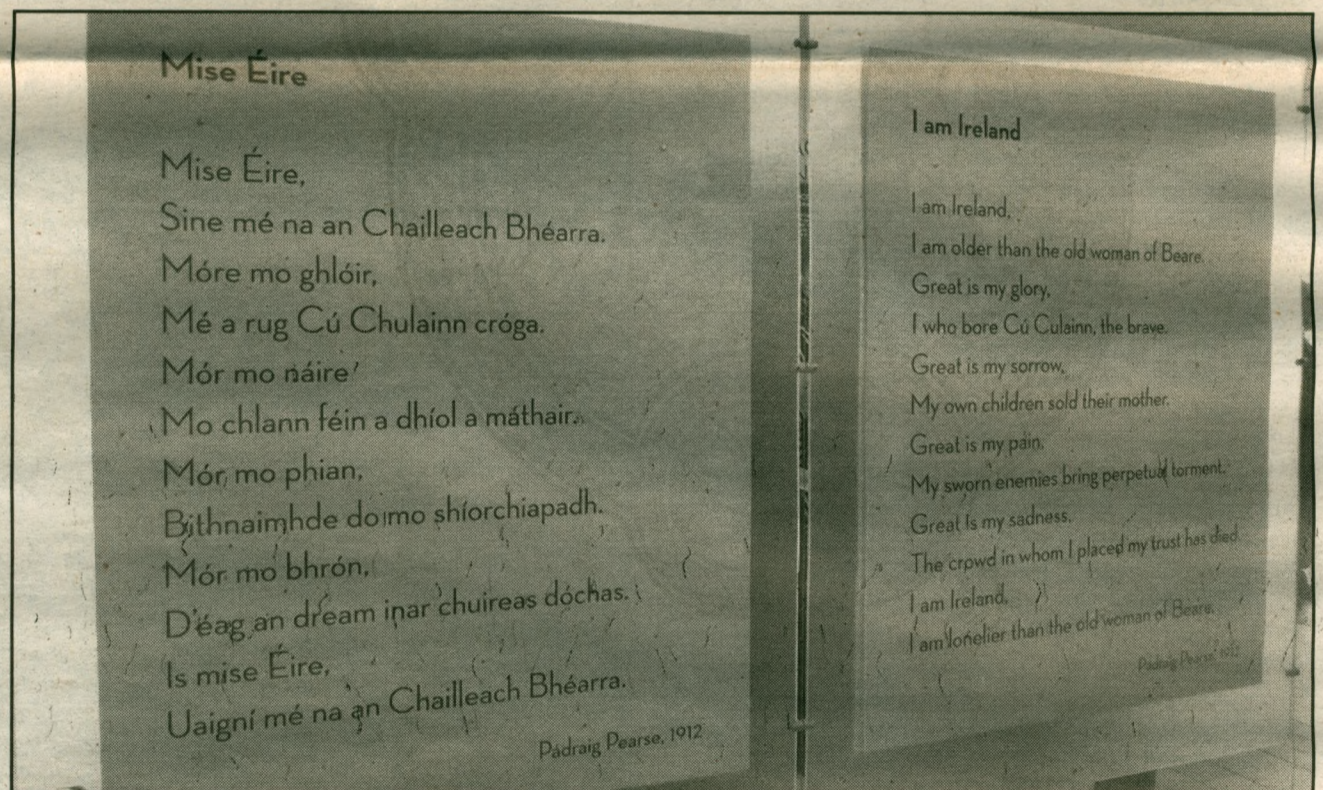 Mise Éire
Mise Éire,
Sine mé na an Chailleach Bhéarra.
Móre mo ghlóir,
Mé a rug Cú Chulainn cróga.
Mór mo náire,
Mo chlann féin a dhíol a máthair.
Mór mo phian,
Bithnaimhde do mo shíorchiapadh.
Mór mo bhrón,
D'éag an dream inar chuireas dóchas.
Is mise Éire,
Uaigní mé na an Chailleach Bhéarra.
Pádraig Pearse, 1912
I am Ireland
I am Ireland,
I am older than the old woman of Beare.
Great is my glory,
I who bore Cú Culainn, the brave.
Great is my sorrow,
My own children sold their mother.
Great is my pain,
My sworn enemies bring perpetual torment.
Great is my sadness,
The crowd in whom I placed my trust has died.
I am Ireland,
I am lonelier than the old woman of Beare.
Pádraig Pearse, 1912